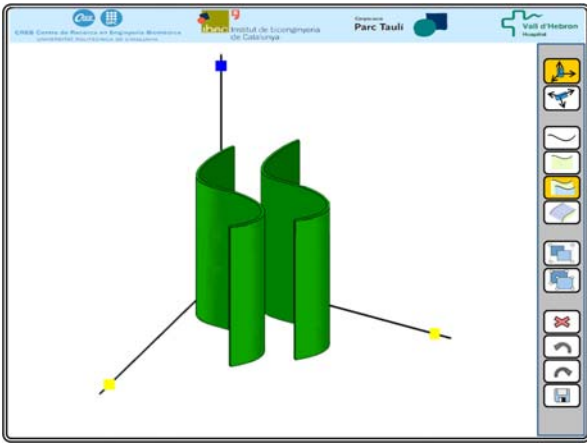 CREB Centre de Recerca en Enginyeria Biomèdica
UNIVERSITAT POLITÈCNICA DE CATALUNYA
ibec
Institut de bioenginyeria
de Catalunya
Corporació
Parc Taulí
Vall d'Hebron
Hospital